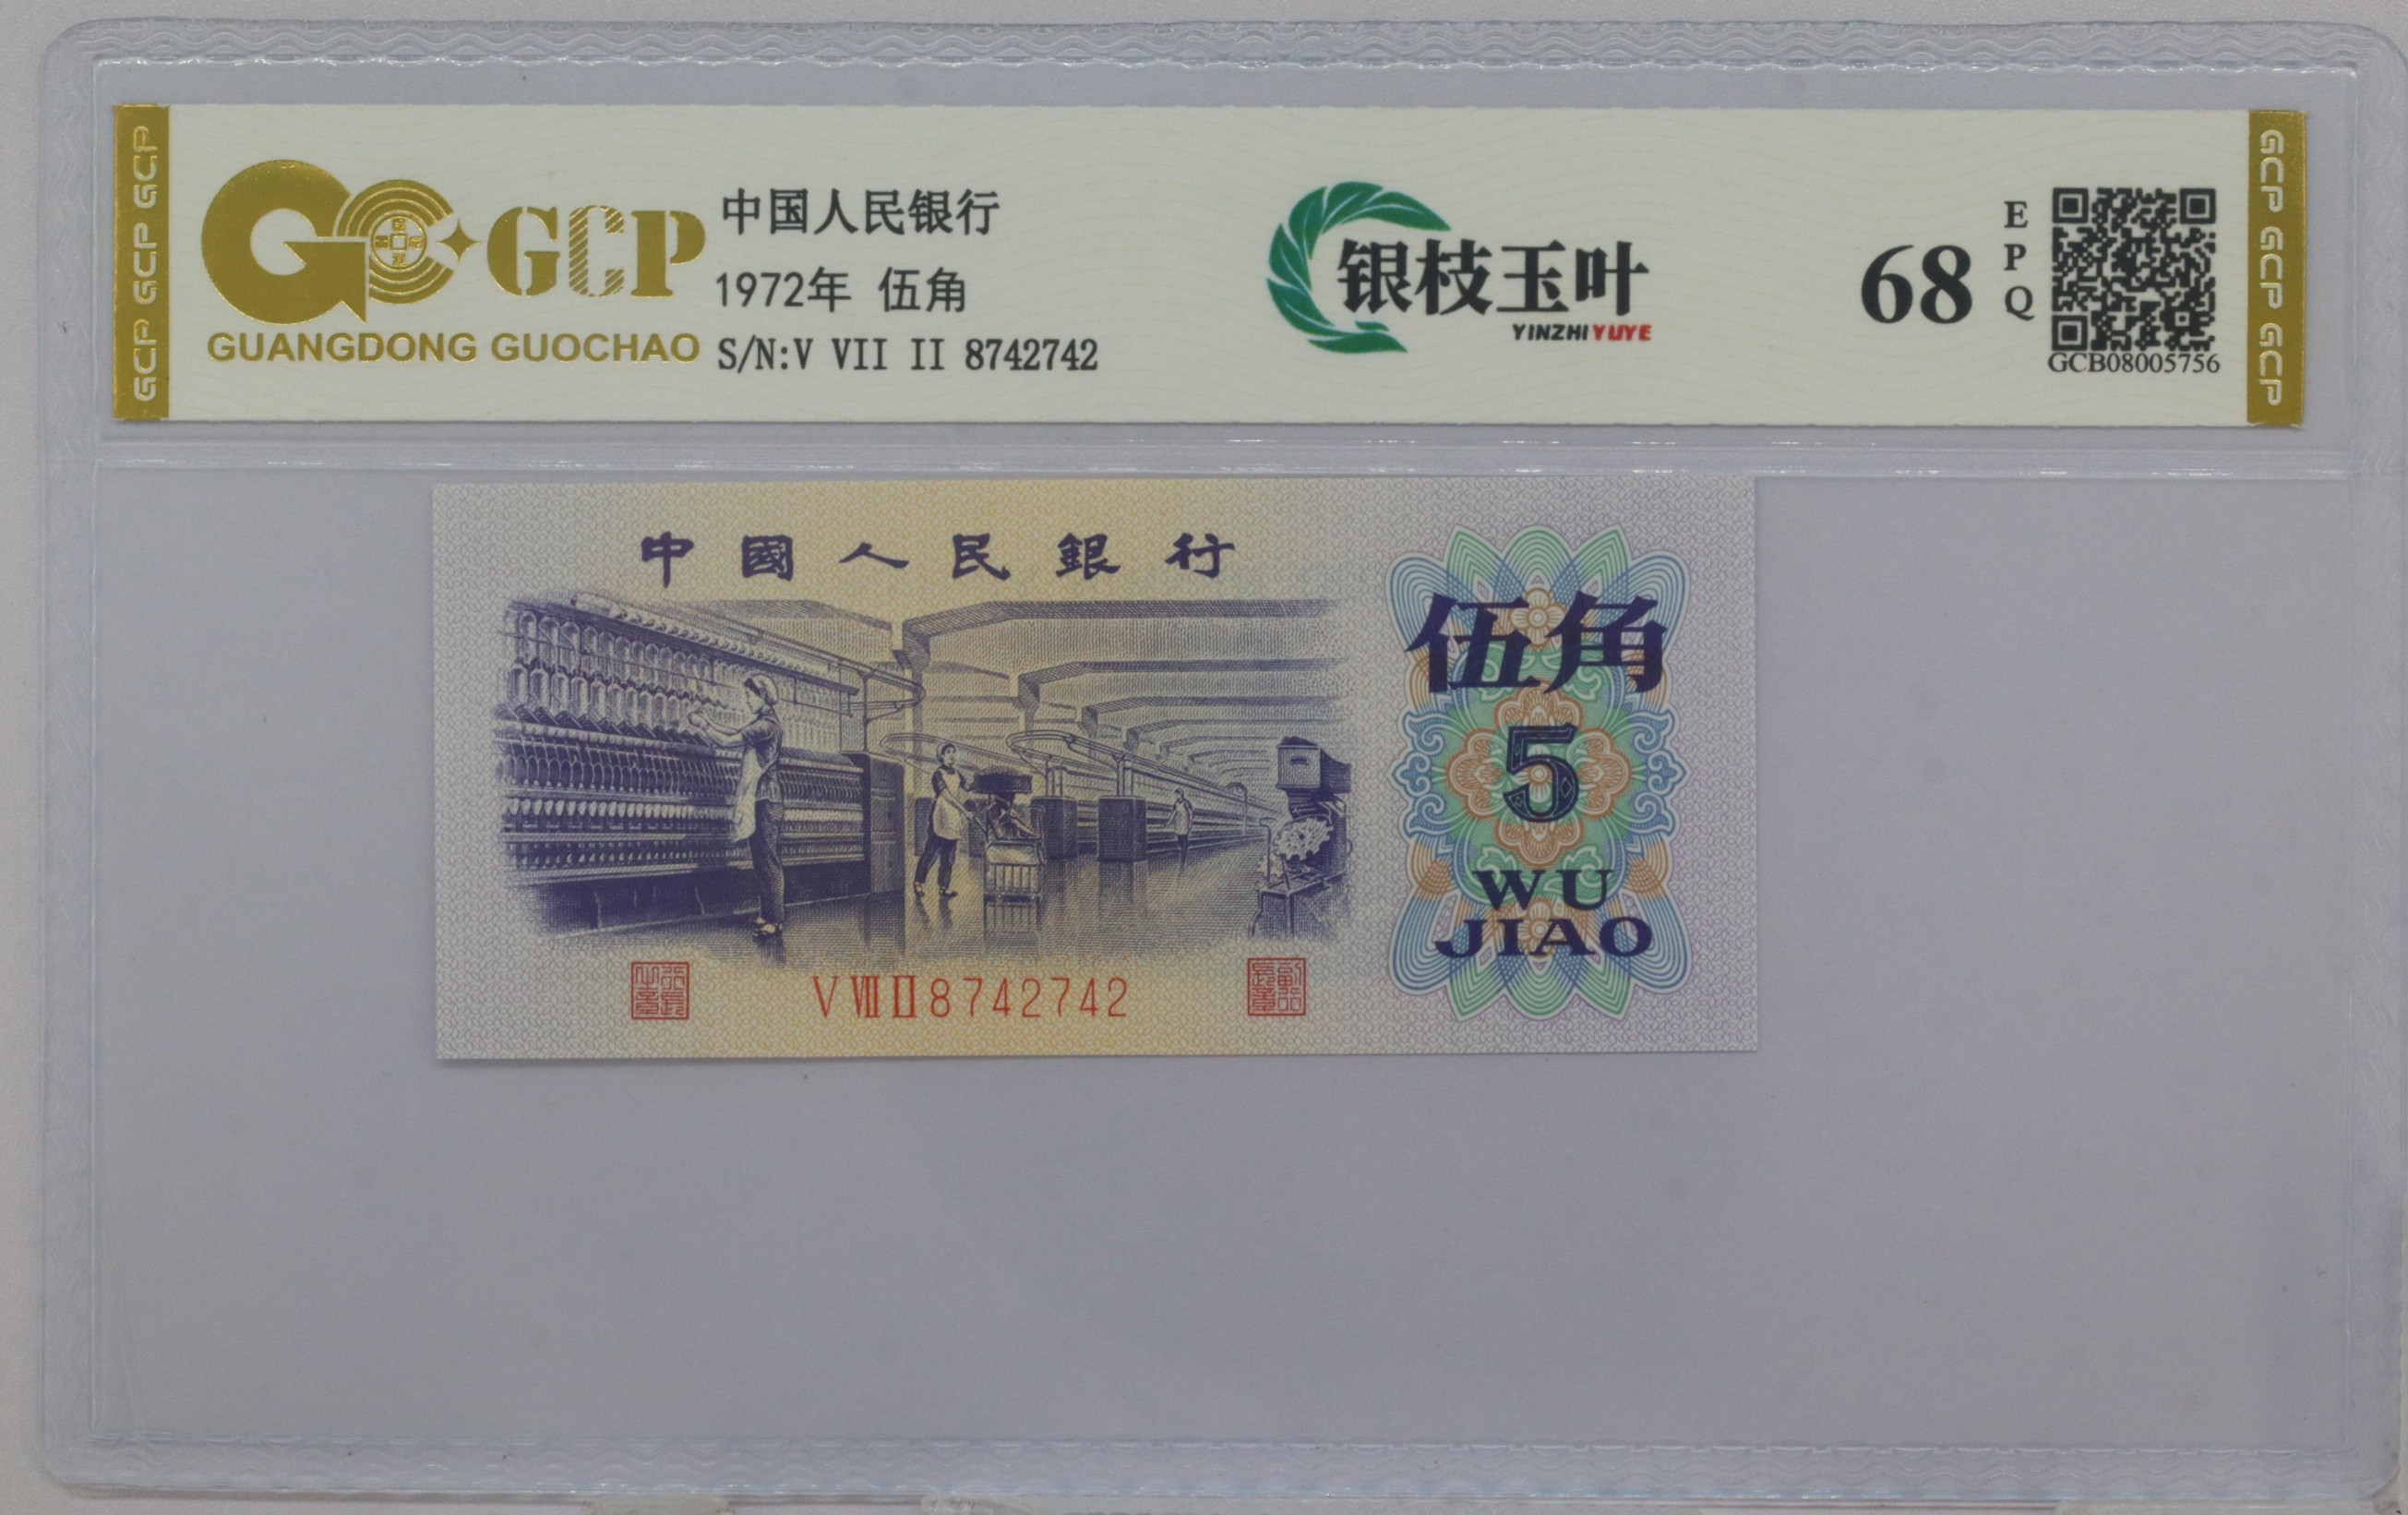 GCP GCP GCP
GCP
GUANGDONG GUOCHAO
中国人民银行
1972年 伍角
S/N:V VII II 8742742
银枝玉叶
YINZHIYUYE
68
EPQ
GCB08005756
GCP GCP GCP
中國人民銀行
伍角
5
WU
JIAO
V VII II 8742742